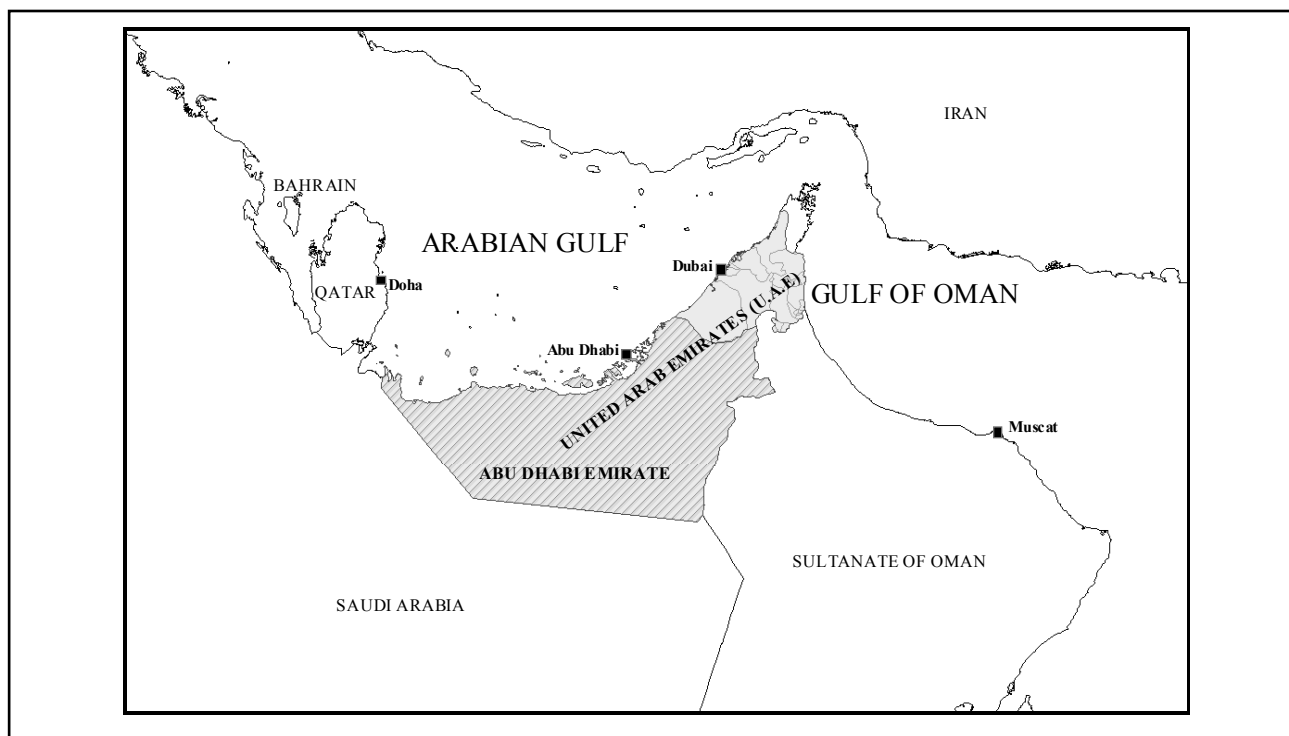 IRAN
BAHRAIN
ARABIAN GULF
Dubai
QATAR
Doha
GULF OF OMAN
UNITED ARAB EMIRATES (U.A.E)
Abu Dhabi
Muscat
ABU DHABI EMIRATE
SULTANATE OF OMAN
SAUDI ARABIA